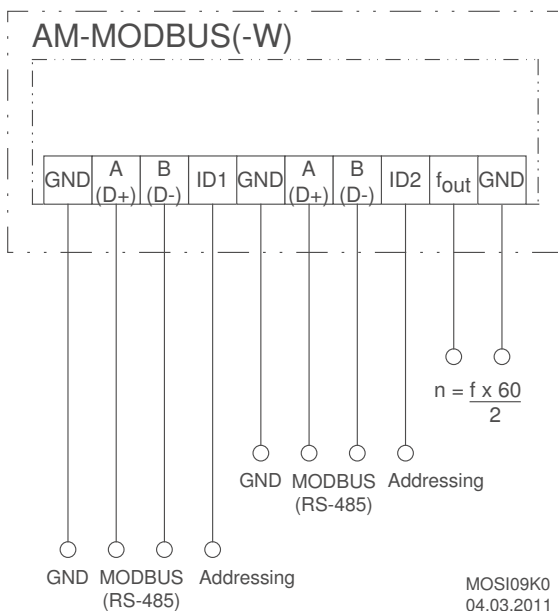 AM-MODBUS(-W)
GND A (D+) B (D-) ID1 GND A (D+) B (D-) ID2 fout GND
n = f x 60
2
GND MODBUS Addressing
(RS-485)
GND MODBUS Addressing
(RS-485)
MOSI09K0
04.03.2011